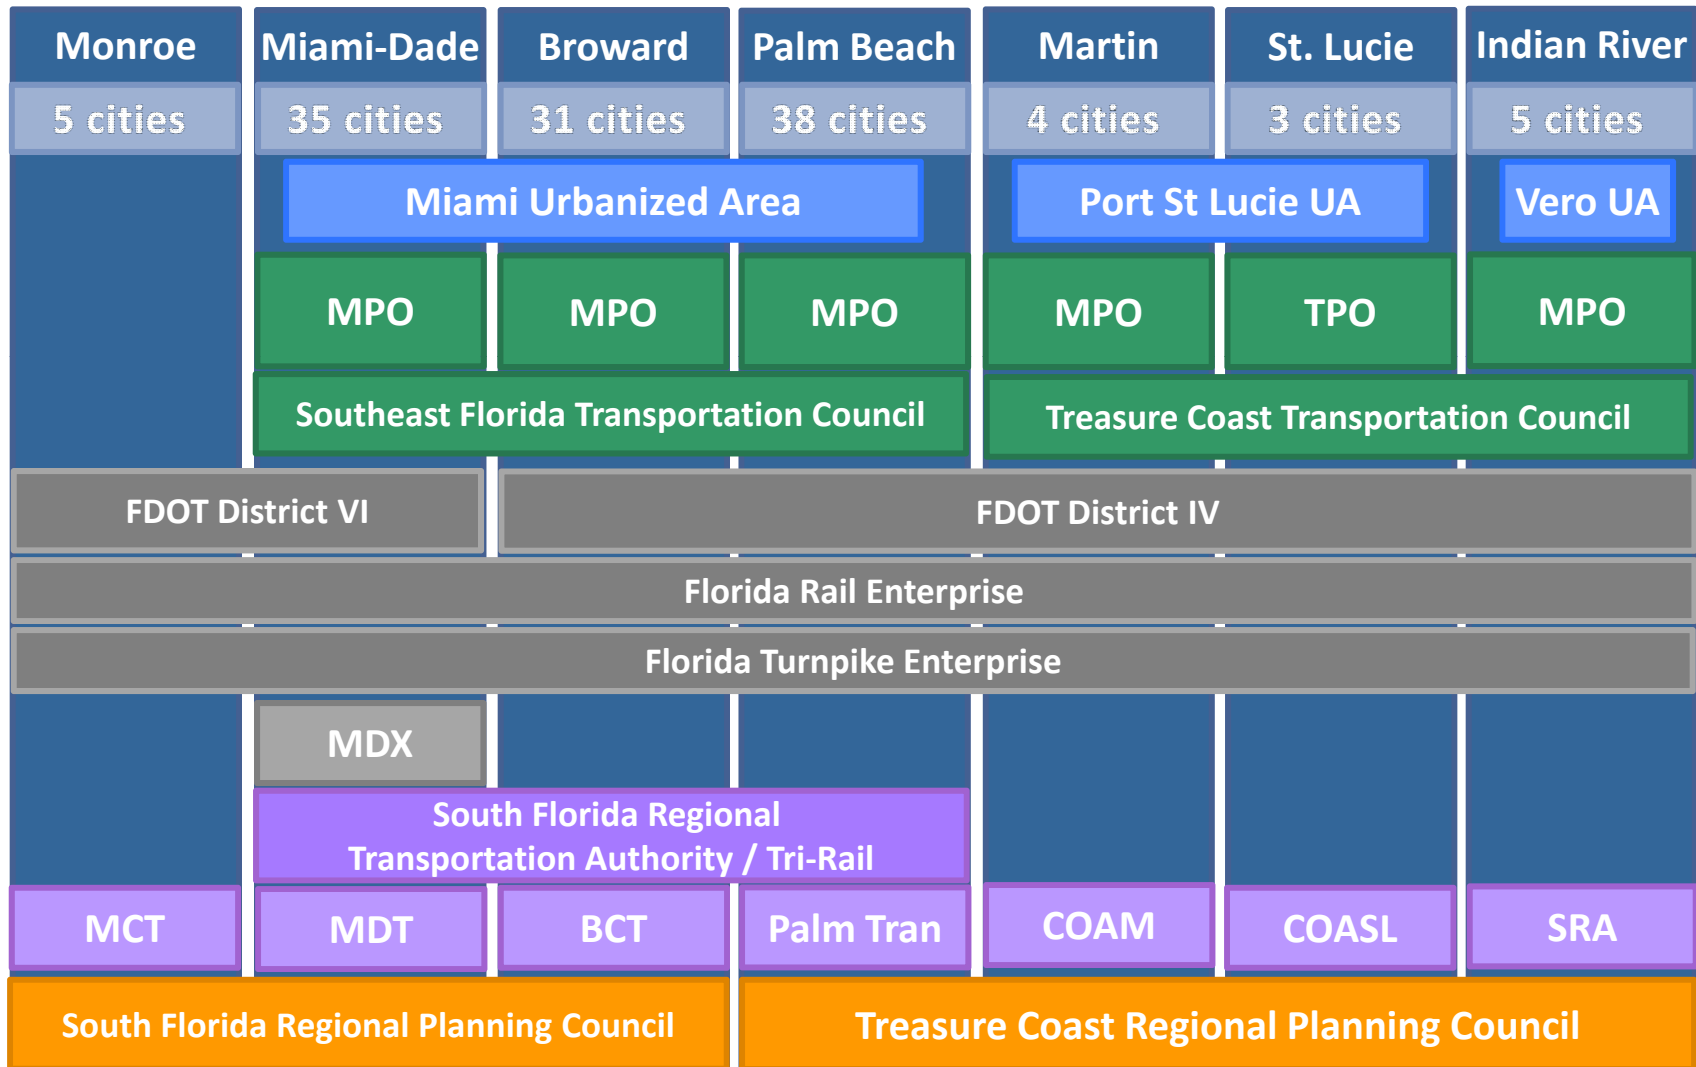 Monroe
Miami-Dade
Broward
Palm Beach
Martin
St. Lucie
Indian River
5 cities
35 cities
31 cities
38 cities
4 cities
3 cities
5 cities
Miami Urbanized Area
Port St Lucie UA
Vero UA
MPO
MPO
MPO
MPO
TPO
MPO
Southeast Florida Transportation Council
Treasure Coast Transportation Council
FDOT District VI
FDOT District IV
Florida Rail Enterprise
Florida Turnpike Enterprise
MDX
South Florida Regional
Transportation Authority / Tri-Rail
MCT
MDT
BCT
Palm Tran
COAM
COASL
SRA
South Florida Regional Planning Council
Treasure Coast Regional Planning Council